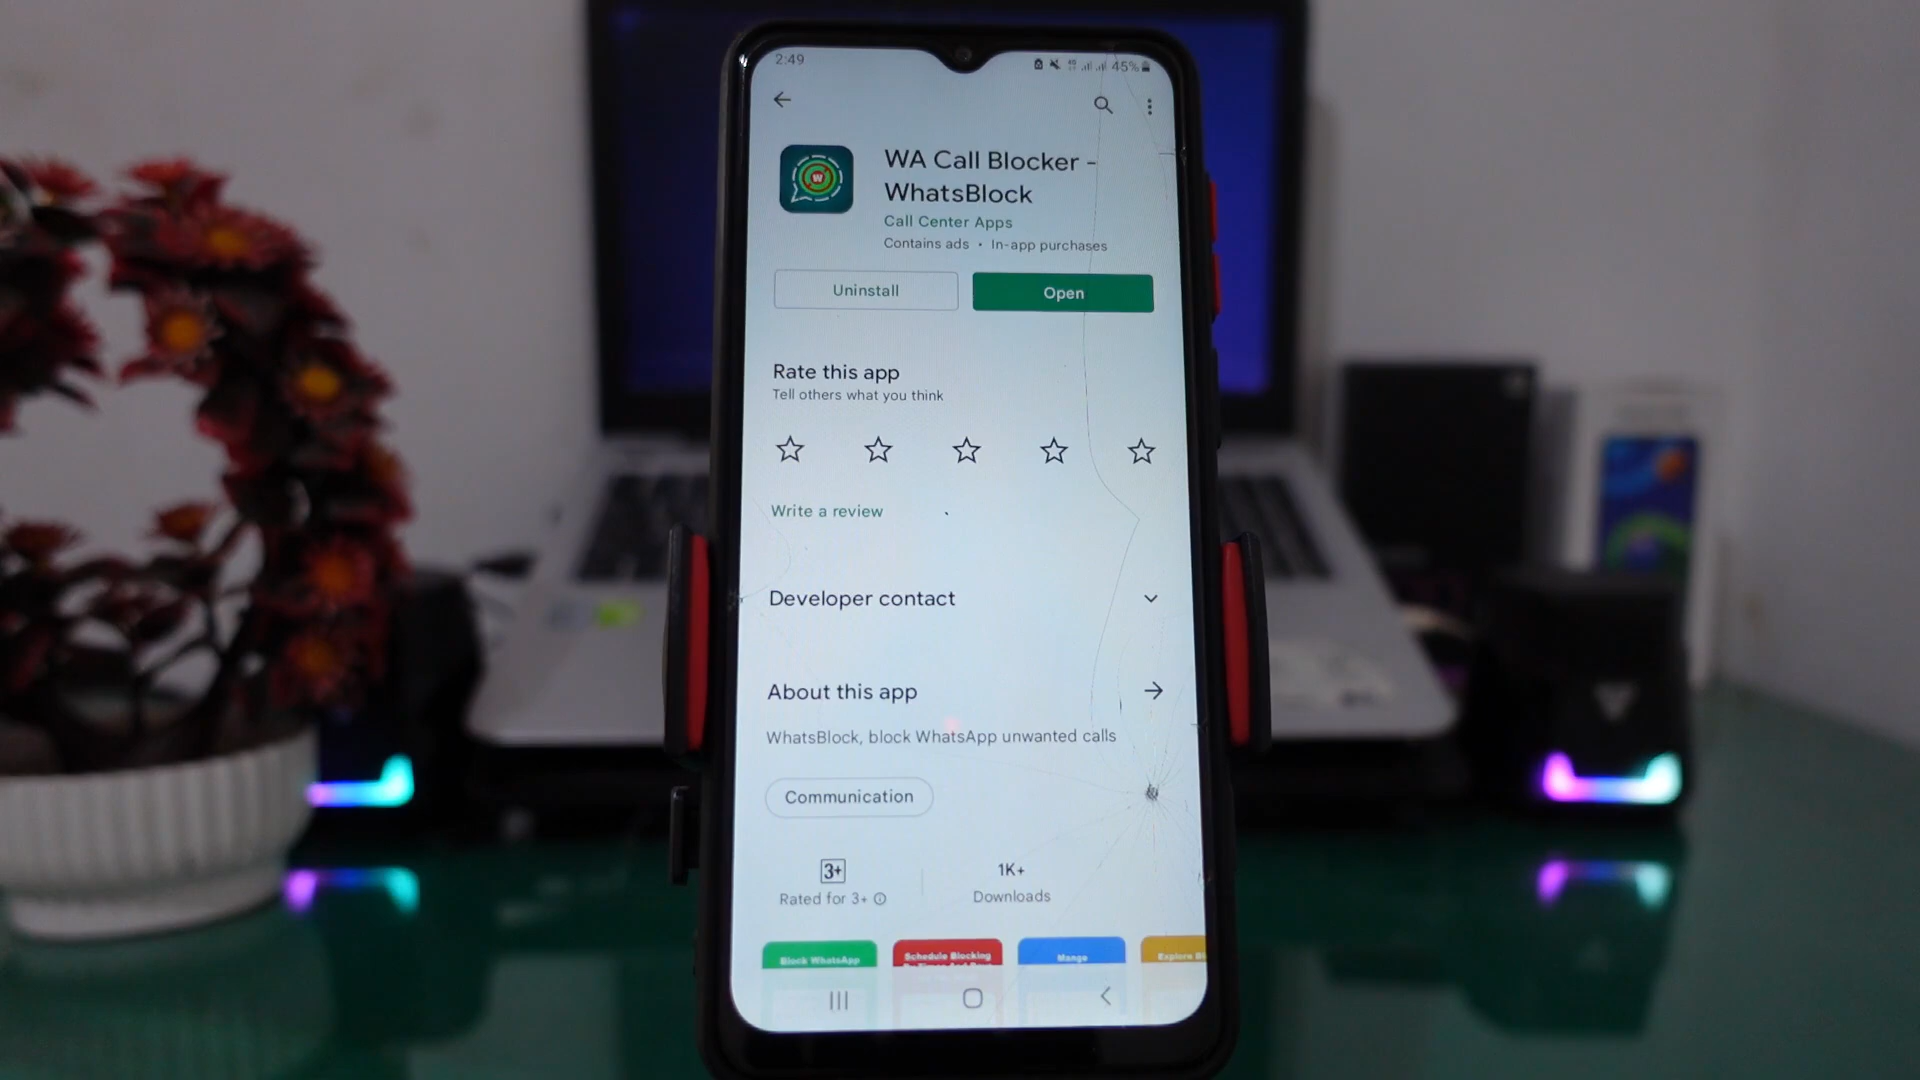 2:49
45%
WA Call Blocker -
WhatsBlock
Call Center Apps
Contains ads • In-app purchases
Uninstall
Open
Rate this app
Tell others what you think
Write a review
Developer contact
About this app
WhatsBlock, block WhatsApp unwanted calls
Communication
3+
1K+
Rated for 3+
Downloads
Block WhatsApp
Schedule Blocking
Mange
Explore